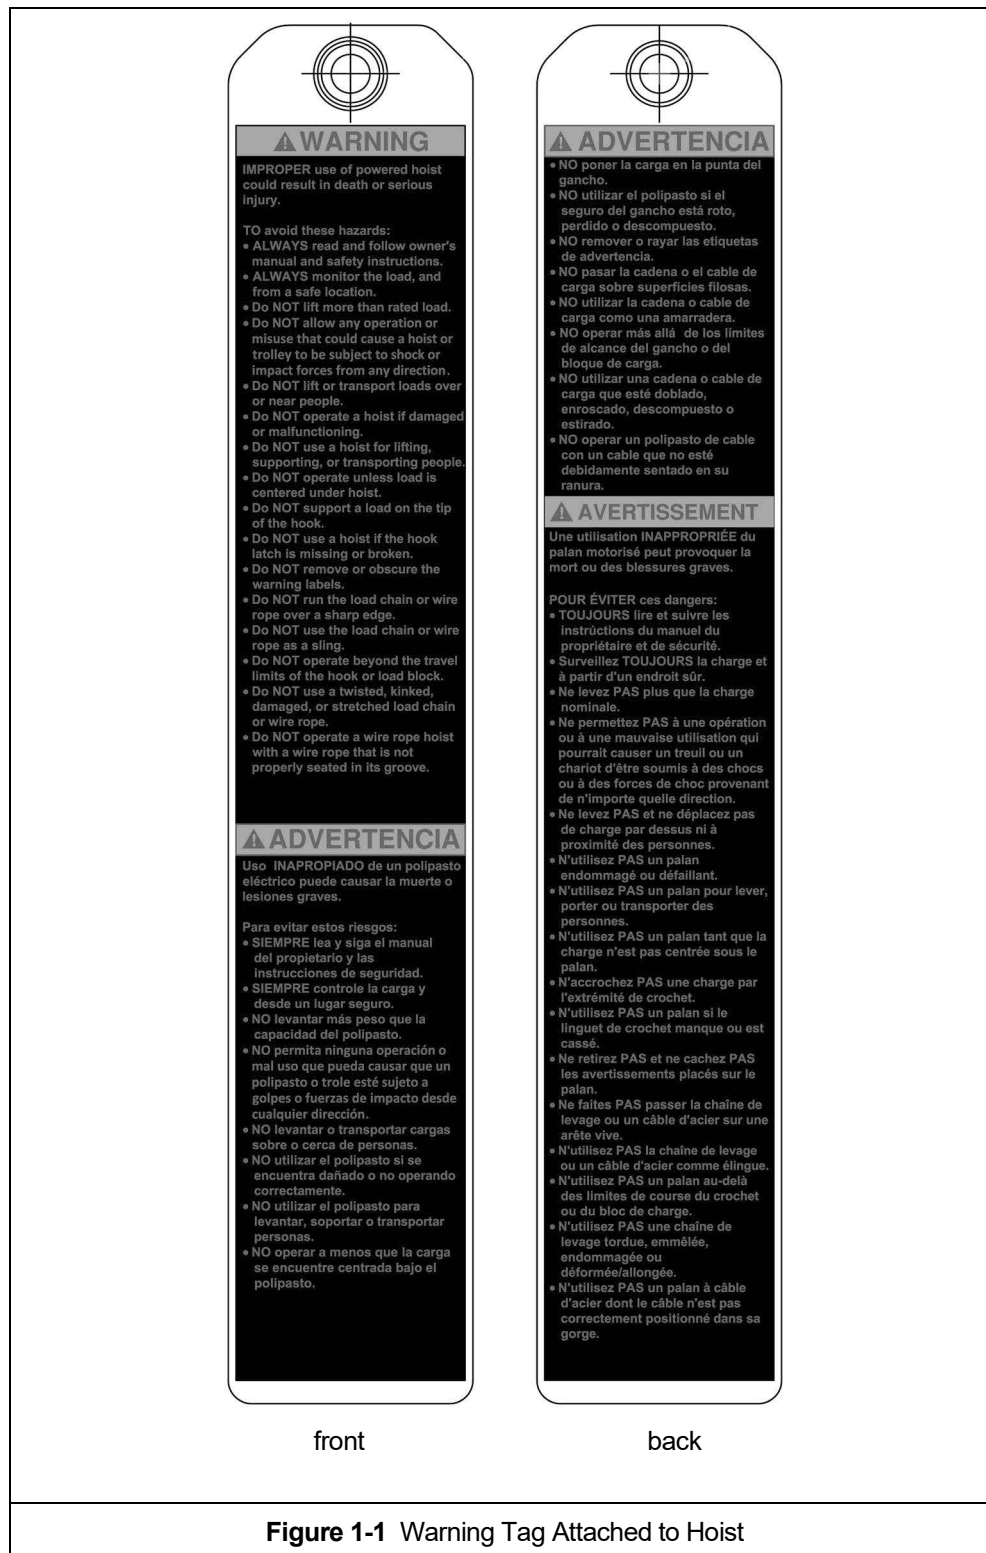 WARNING
IMPROPER use of powered hoist
could result in death or serious
injury.
TO avoid these hazards:
• ALWAYS read and follow owner's
manual and safety instructions.
• ALWAYS monitor the load, and
from a safe location.
• Do NOT lift more than rated load.
• Do NOT allow any operation or
misuse that could cause a hoist or
trolley to be subject to shock or
impact forces from any direction.
• Do NOT lift or transport loads over
or near people.
• Do NOT operate a hoist if damaged
or malfunctioning.
• Do NOT use a hoist for lifting,
supporting, or transporting people.
• Do NOT operate unless load is
centered under hoist.
• Do NOT support a load on the tip
of the hook.
• Do NOT use a hoist if the hook
latch is missing or broken.
• Do NOT remove or obscure the
warning labels.
• Do NOT run the load chain or wire
rope over a sharp edge.
• Do NOT use the load chain or wire
rope as a sling.
• Do NOT operate beyond the travel
limits of the hook or load block.
• Do NOT use a twisted, kinked,
damaged, or stretched load chain
or wire rope.
• Do NOT operate a wire rope hoist
with a wire rope that is not
properly seated in its groove.
ADVERTENCIA
Uso INAPROPIADO de un polipasto
eléctrico puede causar la muerte o
lesiones graves.
Para evitar estos riesgos:
• SIEMPRE lea y siga el manual
del propietario y las
instrucciones de seguridad.
• SIEMPRE controle la carga y
desde un lugar seguro.
• NO levantar más peso que la
capacidad del polipasto.
• NO permita ninguna operación o
mal uso que pueda causar que un
polipasto o trole esté sujeto a
golpes o fuerzas de impacto desde
cualquier dirección.
• NO levantar o transportar cargas
sobre o cerca de personas.
• NO utilizar el polipasto si se
encuentra dañado o no operando
correctamente.
• NO utilizar el polipasto para
levantar, soportar o transportar
personas.
• NO operar a menos que la carga
se encuentre centrada bajo el
polipasto.
front
ADVERTENCIA
• NO poner la carga en la punta del
gancho.
• NO utilizar el polipasto si el
seguro del gancho está roto,
perdido o descompuesto.
• NO remover o rayar las etiquetas
de advertencia.
• NO pasar la cadena o el cable de
carga sobre superficies filosas.
• NO utilizar la cadena o cable de
carga como una amarradera.
• NO operar más allá de los límites
de alcance del gancho o del
bloque de carga.
• NO utilizar una cadena o cable de
carga que esté doblado,
enroscado, descompuesto o
estirado.
• NO operar un polipasto de cable
con un cable que no esté
debidamente sentado en su
ranura.
AVERTISSEMENT
Une utilisation INAPPROPRIÉE du
palan motorisé peut provoquer la
mort ou des blessures graves.
POUR ÉVITER ces dangers:
• TOUJOURS lire et suivre les
instrúctions du manuel du
propriétaire et de sécurité.
• Surveillez TOUJOURS la charge et
à partir d'un endroit sûr.
• Ne levez PAS plus que la charge
nominale.
• Ne permettez PAS à une opération
ou à une mauvaise utilisation qui
pourrait causer un treuil ou un
chariot d'être soumis à des chocs
ou à des forces de choc provenant
de n'importe quelle direction.
• Ne levez PAS et ne déplacez pas
de charge par dessus ni à
proximité des personnes.
• N'utilisez PAS un palan
endommagé ou défaillant.
• N'utilisez PAS un palan pour lever,
porter ou transporter des
personnes.
• N'utilisez PAS un palan tant que la
charge n'est pas centrée sous le
palan.
• N'accrochez PAS une charge par
l'extrémité de crochet.
• N'utilisez PAS un palan si le
linguet de crochet manque ou est
cassé.
• Ne retirez PAS et ne cachez PAS
les avertissements placés sur le
palan.
• Ne faites PAS passer la chaîne de
levage ou un câble d'acier sur une
arête vive.
• N'utilisez PAS la chaîne de levage
ou un câble d'acier comme élingue.
• N'utilisez PAS un palan au-delà
des limites de course du crochet
ou du bloc de charge.
• N'utilisez PAS une chaîne de
levage tordue, emmêlée,
endommagée ou
déformée/allongée.
• N'utilisez PAS un palan à câble
d'acier dont le câble n'est pas
correctement positionné dans sa
gorge.
back
Figure 1-1 Warning Tag Attached to Hoist